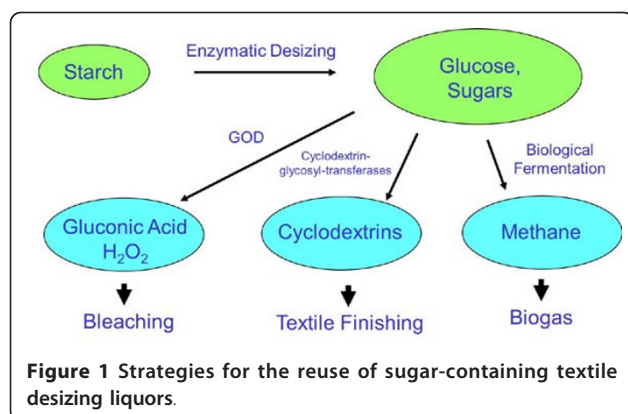 Enzymatic Desizing
Starch
Glucose,
Sugars
GOD
Cyclodextrin-
glycosyl-transferases
Biological
Fermentation
Gluconic Acid
H₂O₂
Cyclodextrins
Methane
Bleaching
Textile Finishing
Biogas
Figure 1 Strategies for the reuse of sugar-containing textile
desizing liquors.